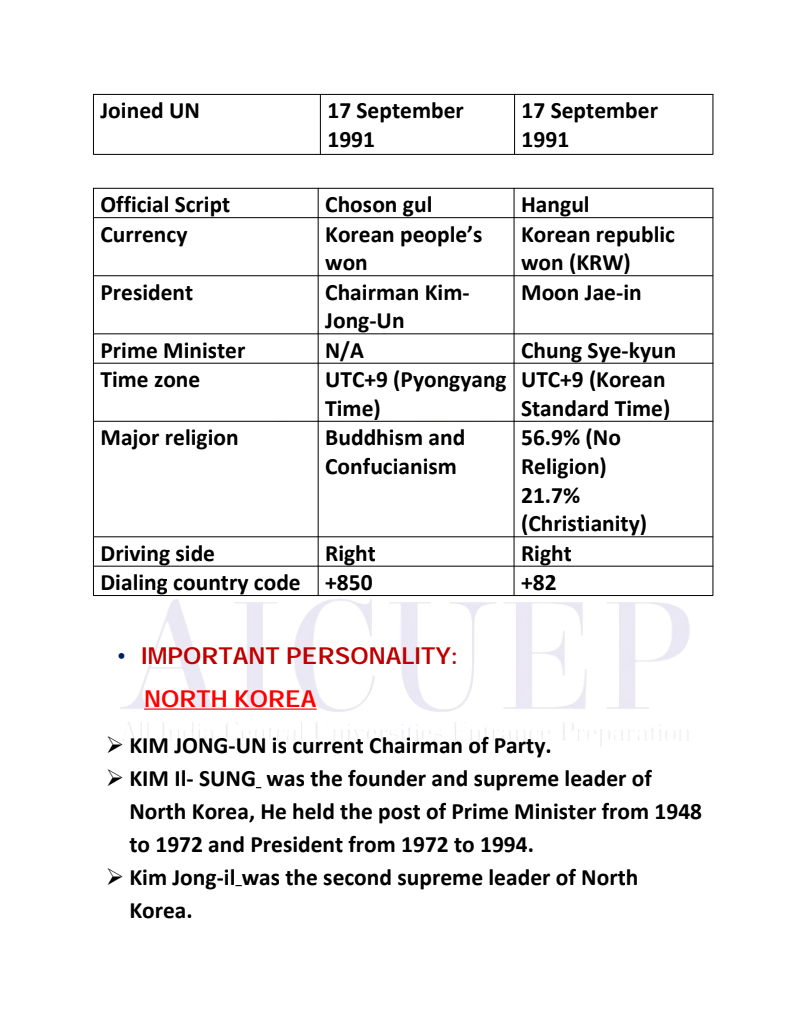 Joined UN 17 September 17 September
1991 1991
Official Script Choson gul Hangul
Currency Korean people’s Korean republic
won won (KRW)
President Chairman Kim- Moon Jae-in
Jong-Un
Prime Minister N/A Chung Sye-kyun
Time zone UTC+9 (Pyongyang UTC+9 (Korean
Time) Standard Time)
Major religion Buddhism and 56.9% (No
Confucianism Religion)
21.7%
(Christianity)
Driving side Right Right
Dialing country code +850 +82
AICUEP
• IMPORTANT PERSONALITY:
NORTH KOREA
All India Central Universities Entrance Preparation
➢ KIM JONG-UN is current Chairman of Party.
➢ KIM Il- SUNG_ was the founder and supreme leader of
North Korea, He held the post of Prime Minister from 1948
to 1972 and President from 1972 to 1994.
➢ Kim Jong-il_was the second supreme leader of North
Korea.